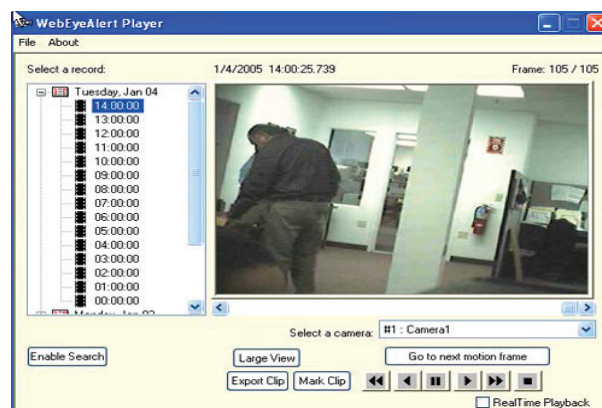 WebEyeAlert Player
File About
Select a record:
1/4/2005 14:00:25.739
Frame: 105 / 105
Tuesday, Jan 04
14:00:00
13:00:00
12:00:00
11:00:00
10:00:00
09:00:00
08:00:00
07:00:00
06:00:00
05:00:00
04:00:00
03:00:00
02:00:00
01:00:00
00:00:00
Select a camera: #1 : Camera1
Enable Search
Large View
Go to next motion frame
Export Clip
Mark Clip
RealTime Playback